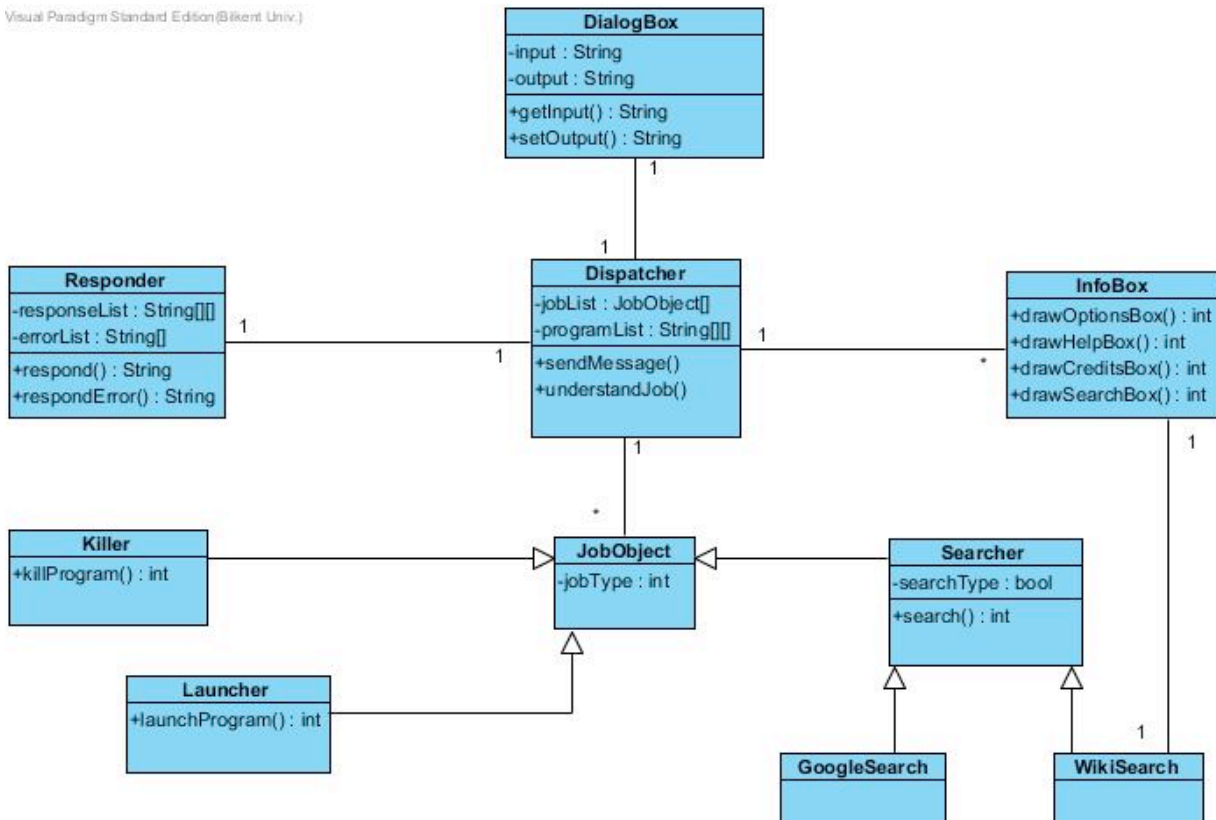 Visual Paradigm Standard Edition(Bilkent Univ.)
DialogBox
-input : String
-output : String
+getInput() : String
+setOutput() : String
1
1
Responder
-responseList : String[][]
-errorList : String[]
+respond() : String
+respondError() : String
1
1
Dispatcher
-jobList : JobObject[]
-programList : String[][]
+sendMessage()
+understandJob()
1
*
InfoBox
+drawOptionsBox() : int
+drawHelpBox() : int
+drawCreditsBox() : int
+drawSearchBox() : int
1
1
*
Killer
+killProgram() : int
JobObject
-jobType : int
Searcher
-searchType : bool
+search() : int
Launcher
+launchProgram() : int
1
GoogleSearch
WikiSearch